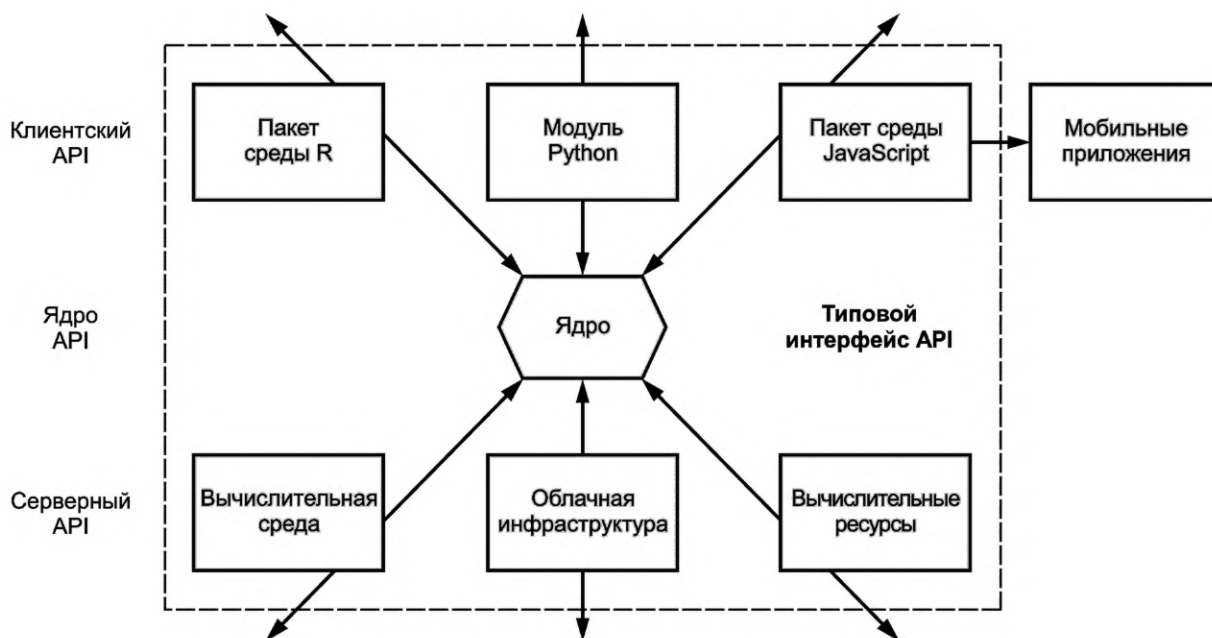 Клиентский
API
Пакет
среды R
Модуль
Python
Пакет среды
JavaScript
Мобильные
приложения
Ядро
API
Ядро
Типовой
интерфейс API
Серверный
API
Вычислительная
среда
Облачная
инфраструктура
Вычислительные
ресурсы